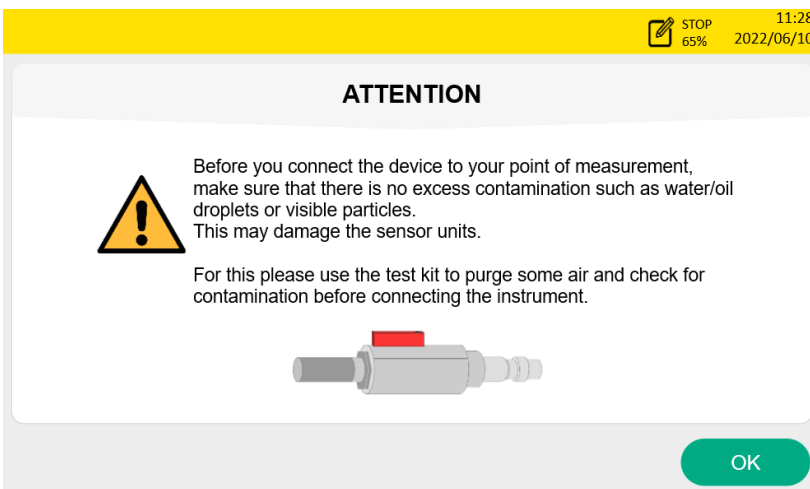 STOP
65%
11:28
2022/06/10
ATTENTION
Before you connect the device to your point of measurement,
make sure that there is no excess contamination such as water/oil
droplets or visible particles.
This may damage the sensor units.
For this please use the test kit to purge some air and check for
contamination before connecting the instrument.
OK